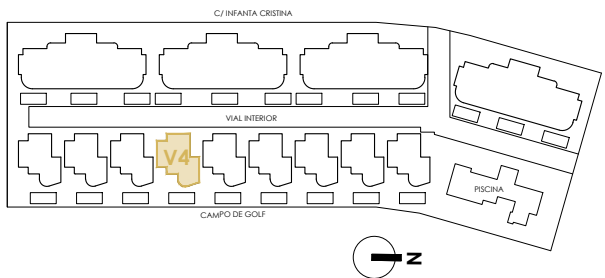 C/ INFANTA CRISTINA
VIAL INTERIOR
V4
PISCINA
CAMPO DE GOLF
N